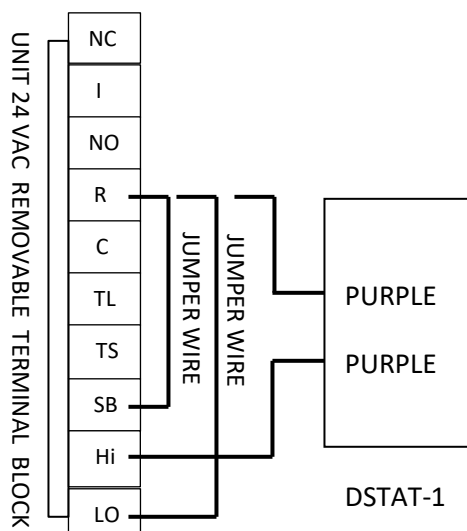 UNIT 24 VAC REMOVABLE TERMINAL BLOCK
NC
I
NO
R
C
TL
TS
SB
Hi
LO
JUMPER WIRE
JUMPER WIRE
PURPLE
PURPLE
DSTAT-1